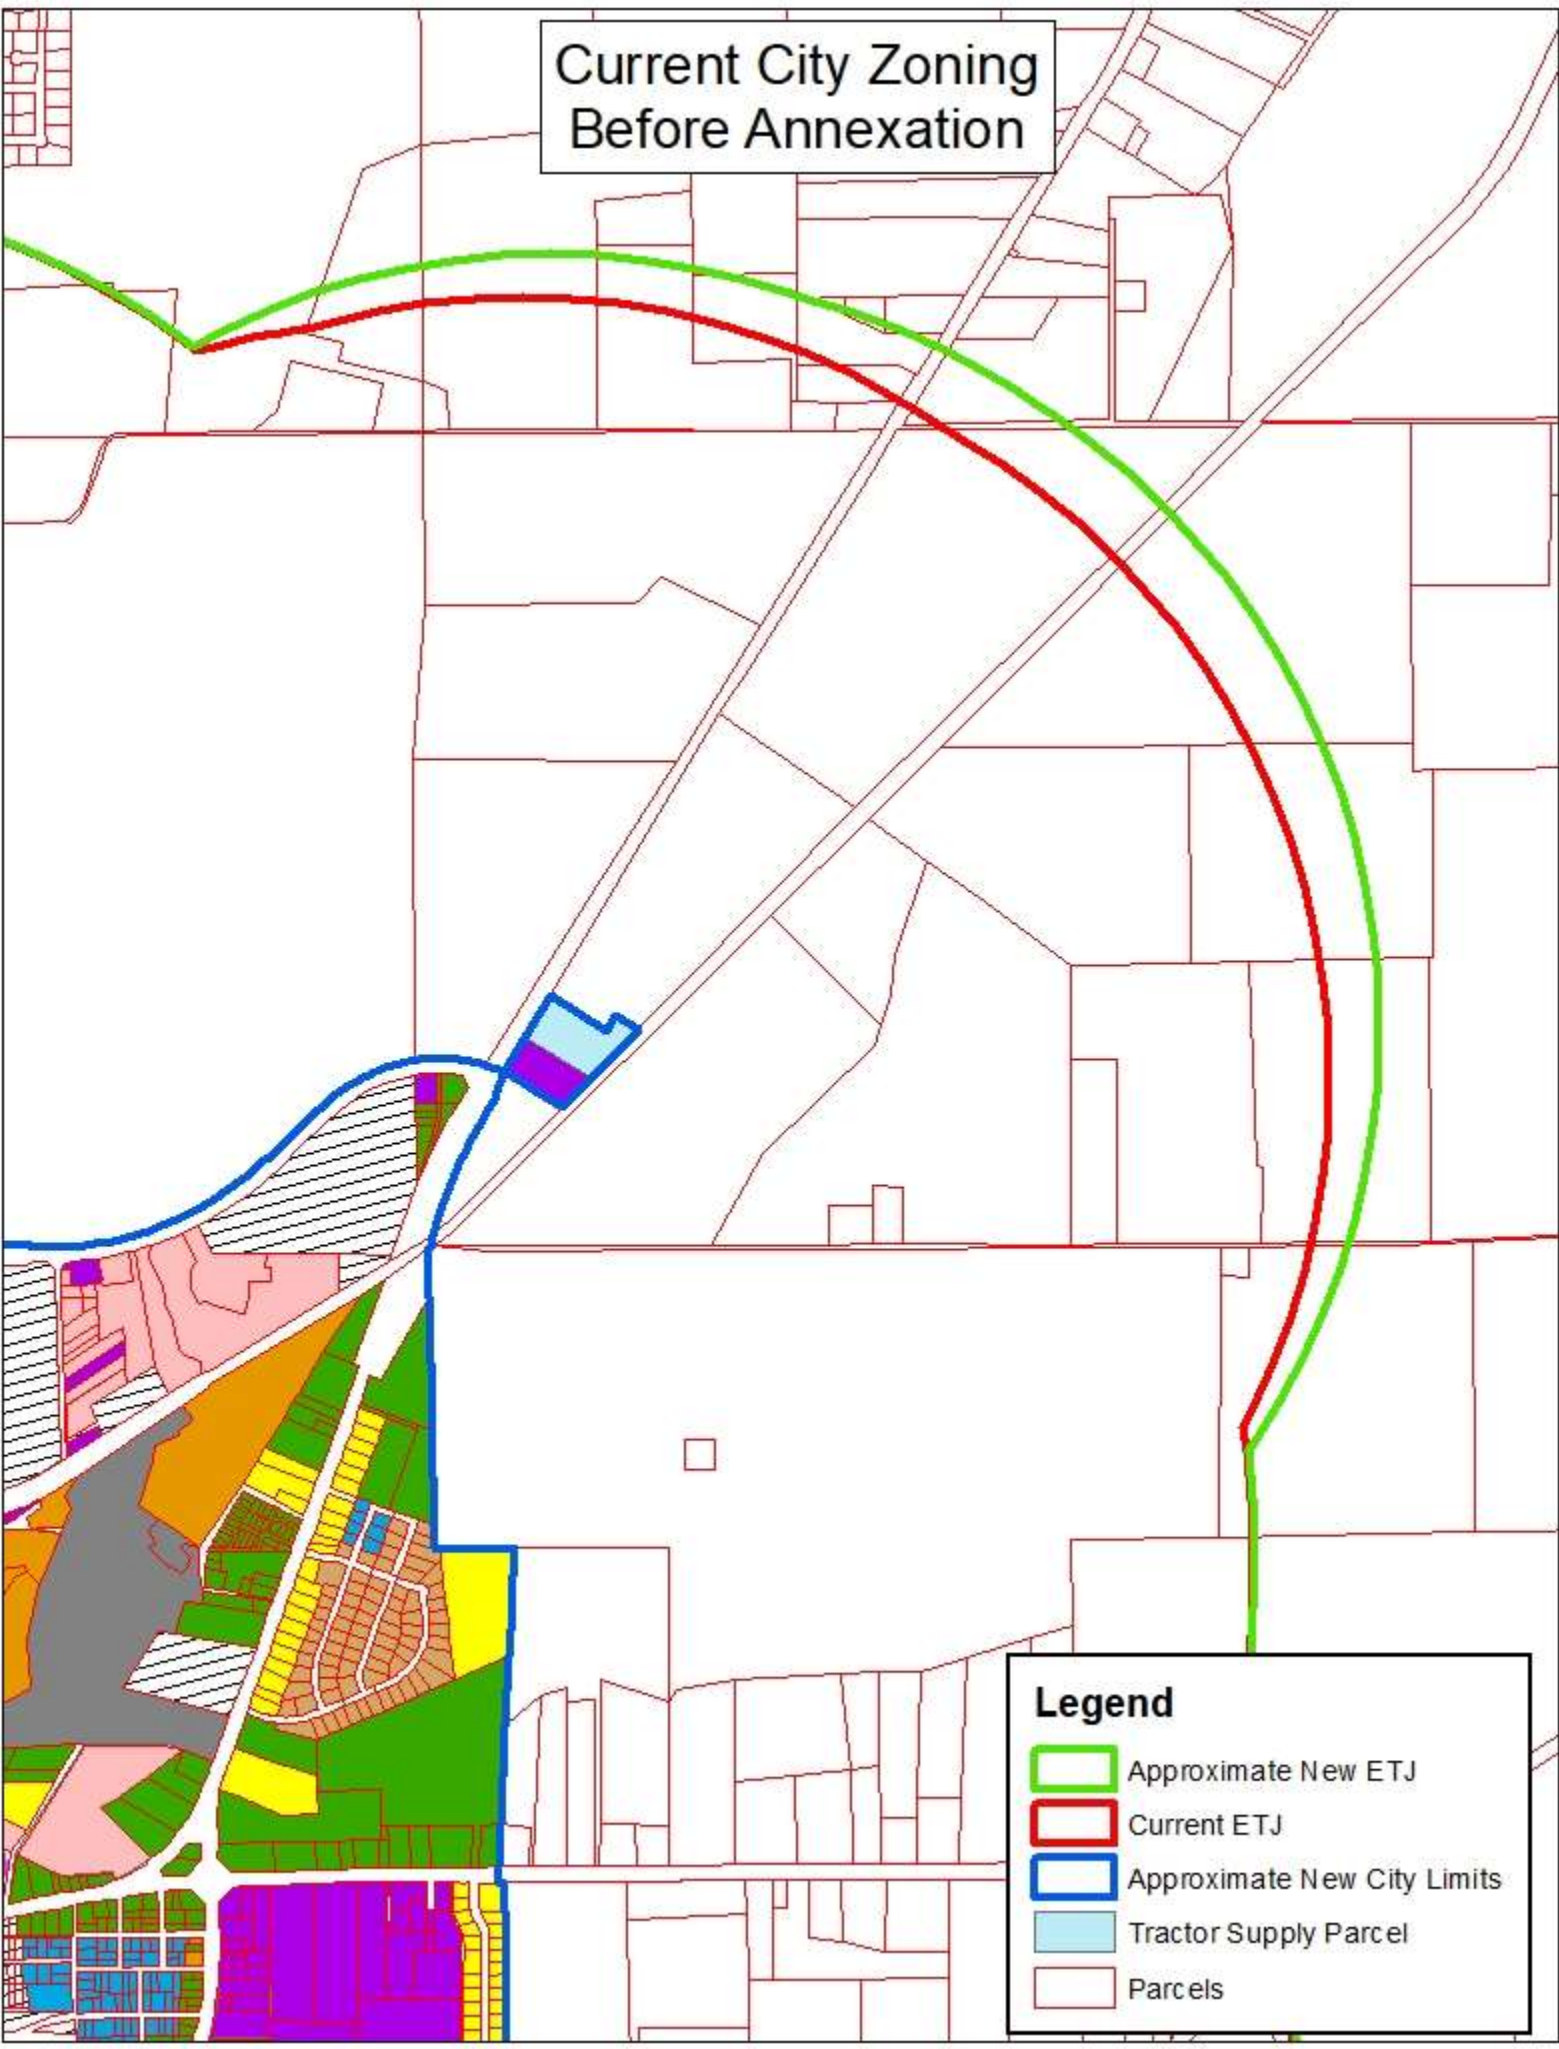 Current City Zoning
Before Annexation
Legend
Approximate New ETJ
Current ETJ
Approximate New City Limits
Tractor Supply Parcel
Parcels